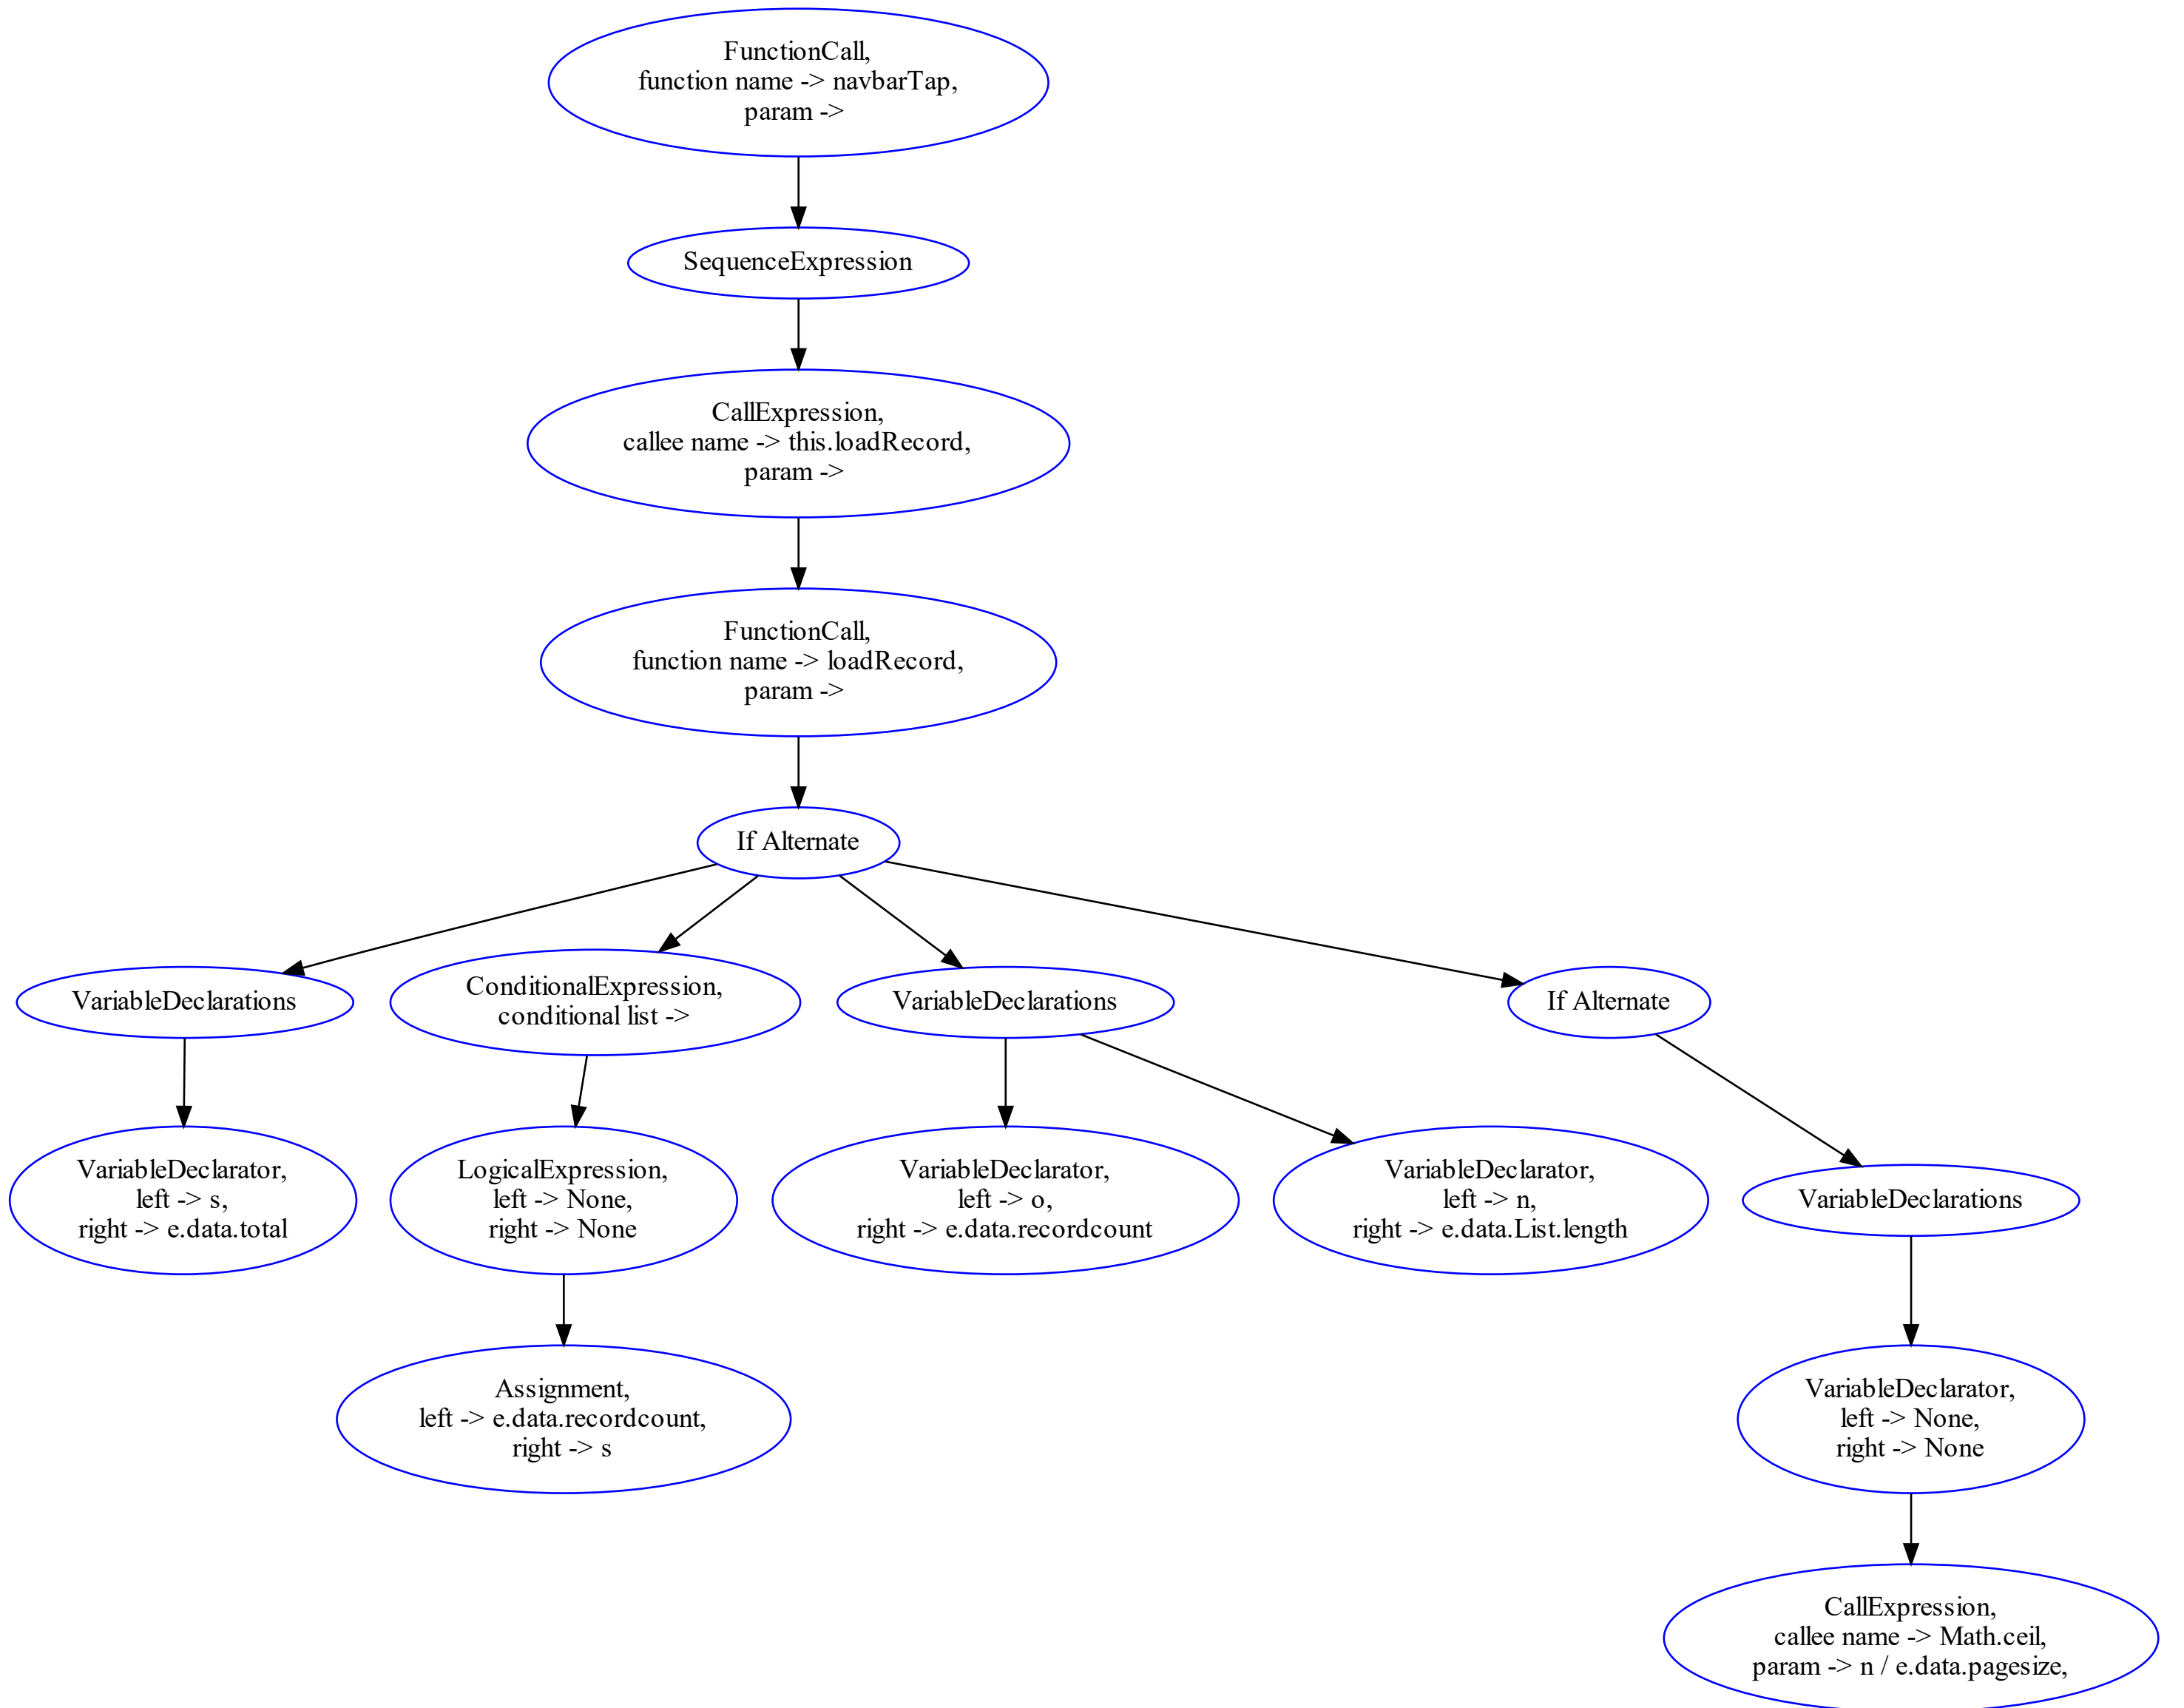 FunctionCall,
function name -> navbarTap,
param ->
SequenceExpression
CallExpression,
callee name -> this.loadRecord,
param ->
FunctionCall,
function name -> loadRecord,
param ->
If Alternate
VariableDeclarations
ConditionalExpression,
conditional list ->
VariableDeclarations
If Alternate
VariableDeclarator,
left -> s,
right -> e.data.total
LogicalExpression,
left -> None,
right -> None
VariableDeclarator,
left -> o,
right -> e.data.recordcount
VariableDeclarator,
left -> n,
right -> e.data.List.length
VariableDeclarations
Assignment,
left -> e.data.recordcount,
right -> s
VariableDeclarator,
left -> None,
right -> None
CallExpression,
callee name -> Math.ceil,
param -> n / e.data.pagesize,